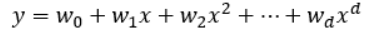 y = w₀ + w₁x + w₂x² + ⋯ + w_d x^d